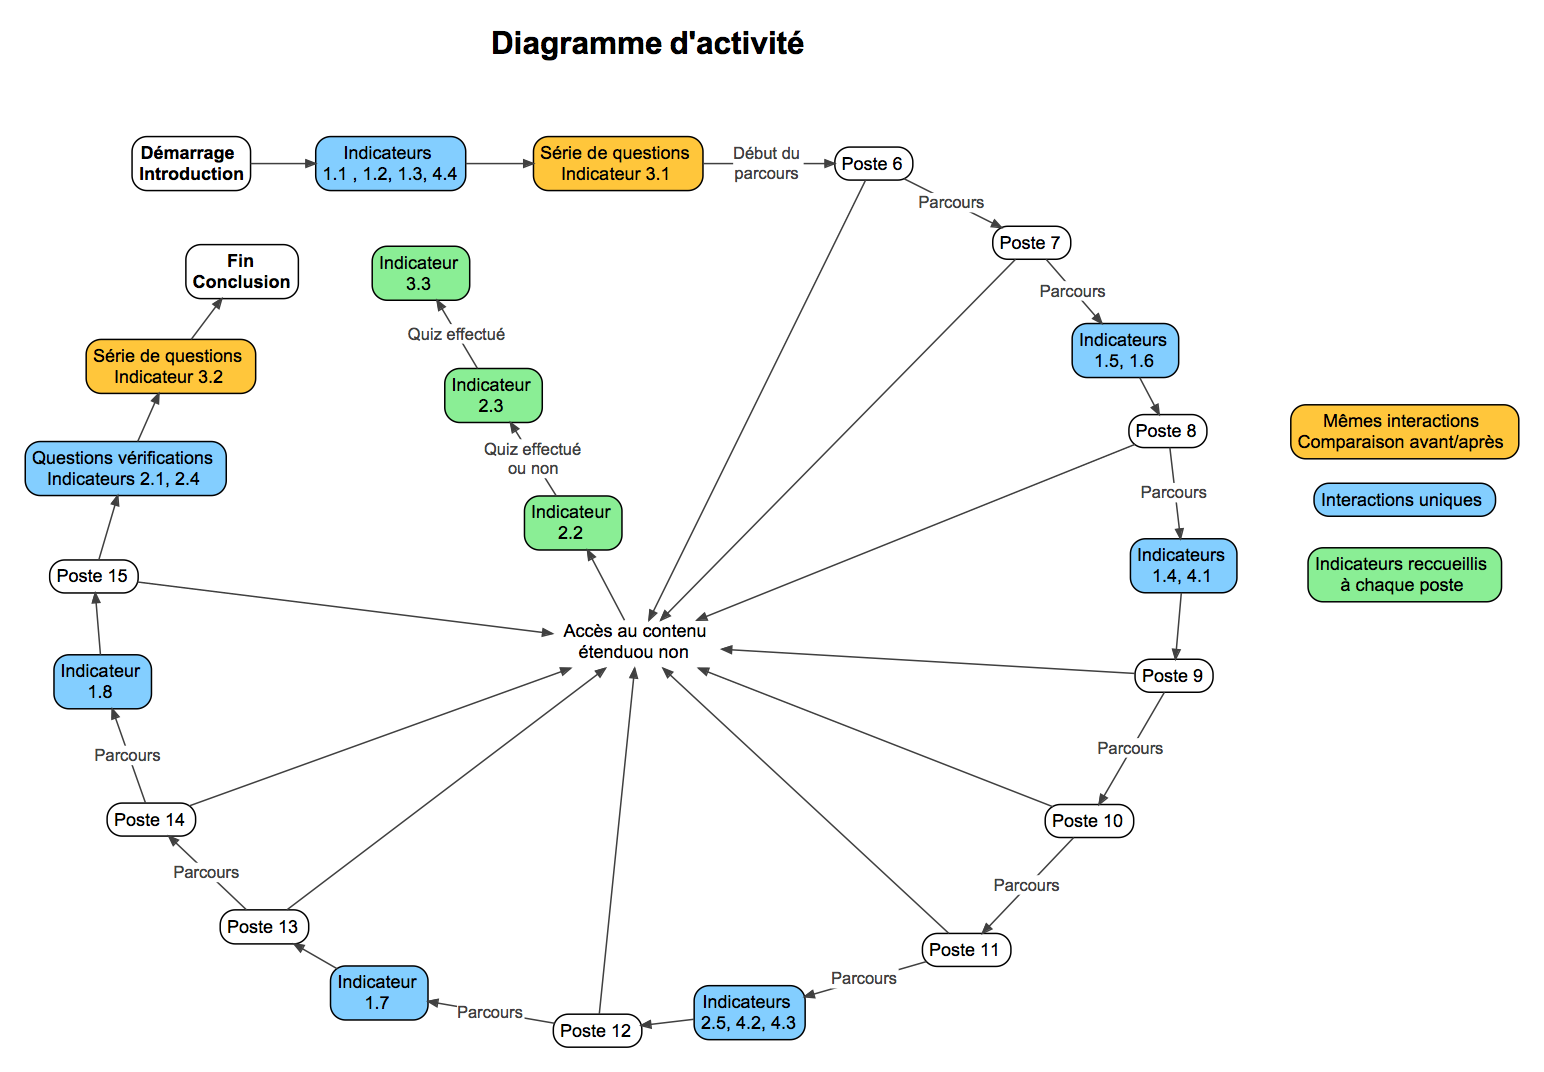 Diagramme d'activité
Démarrage
Introduction
Indicateurs
1.1 , 1.2, 1.3, 4.4
Série de questions
Indicateur 3.1
Début du
parcours
Poste 6
Parcours
Poste 7
Parcours
Indicateurs
1.5, 1.6
Poste 8
Parcours
Indicateurs
1.4, 4.1
Poste 9
Parcours
Poste 10
Parcours
Poste 11
Parcours
Indicateurs
2.5, 4.2, 4.3
Poste 12
Parcours
Indicateur
1.7
Poste 13
Parcours
Poste 14
Parcours
Indicateur
1.8
Poste 15
Questions vérifications
Indicateurs 2.1, 2.4
Série de questions
Indicateur 3.2
Fin
Conclusion
Accès au contenu
étenduou non
Indicateur
2.2
Quiz effectué
ou non
Indicateur
2.3
Quiz effectué
Indicateur
3.3
Mêmes interactions
Comparaison avant/après
Interactions uniques
Indicateurs reccueillis
à chaque poste